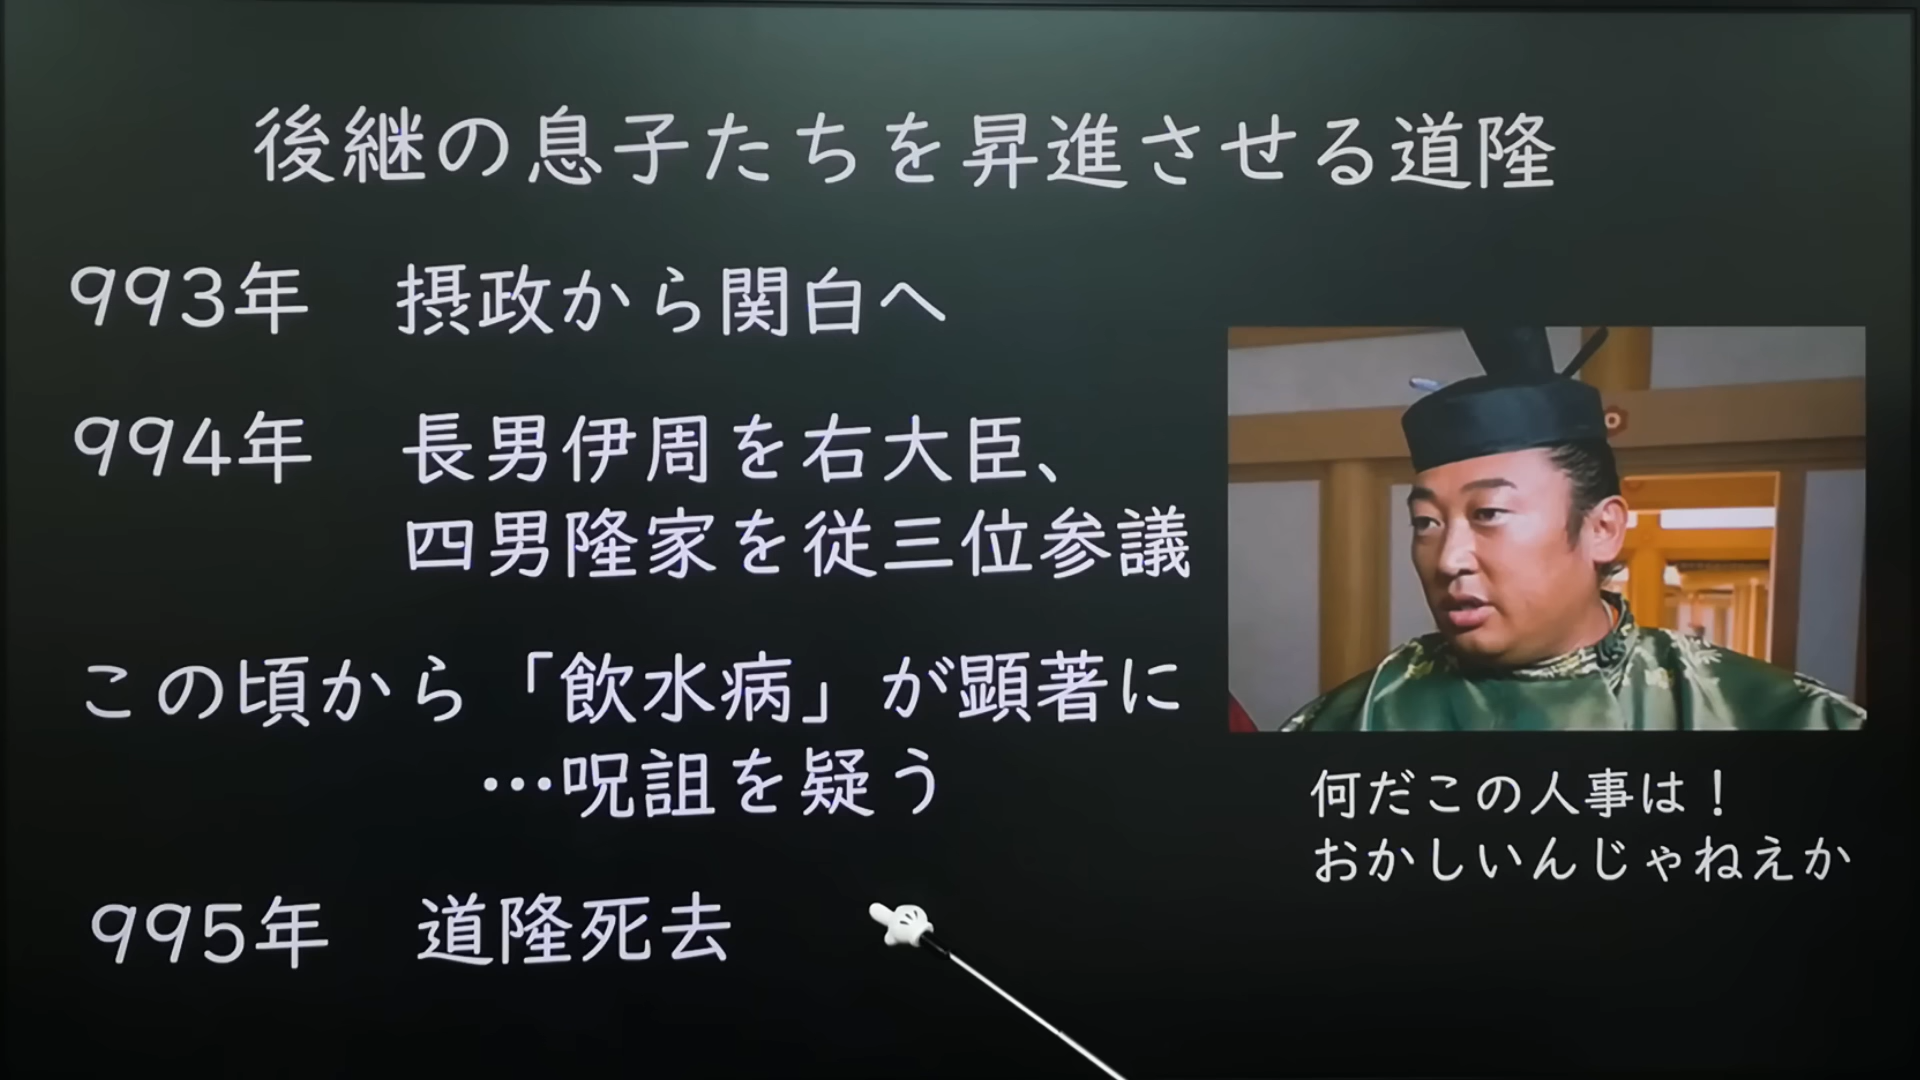 後継の息子たちを昇進させる道隆
993年　摂政から関白へ
994年　長男伊周を右大臣、
四男隆家を従三位参議
この頃から「飲水病」が顕著に
…呪詛を疑う
995年　道隆死去
何だこの人事は！
おかしいんじゃねえか